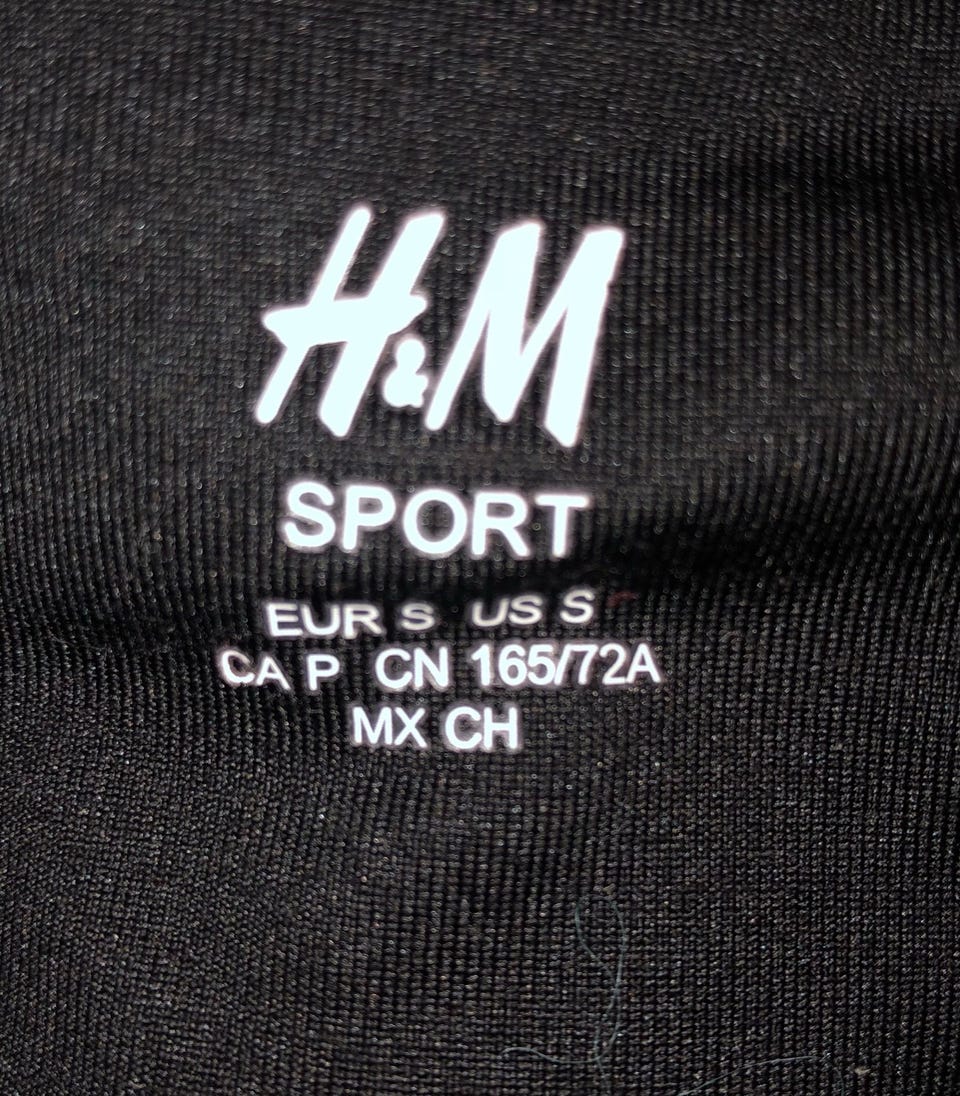 H&M
SPORT
EUR S US S
CA P CN 165/72A
MX CH